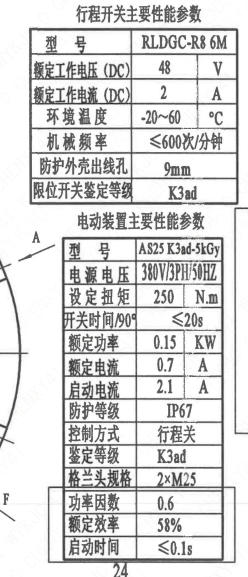 行程开关主要性能参数
型 号 RLDGC-R8 6M
额定工作电压 (DC) 48 V
额定工作电流 (DC) 2 A
环境温度 -20~60 ℃
机械频率 ≤600次/分钟
防护外壳出线孔 9mm
限位开关鉴定等级 K3ad
电动装置主要性能参数
A
型 号 AS25 K3ad-5kGy
电源电压 380V/3PH/50HZ
设定扭矩 250 N.m
开关时间/90° ≤20s
额定功率 0.15 KW
额定电流 0.7 A
启动电流 2.1 A
防护等级 IP67
控制方式 行程关
鉴定等级 K3ad
格兰头规格 2×M25
F
功率因数 0.6
额定效率 58%
启动时间 ≤0.1s
24